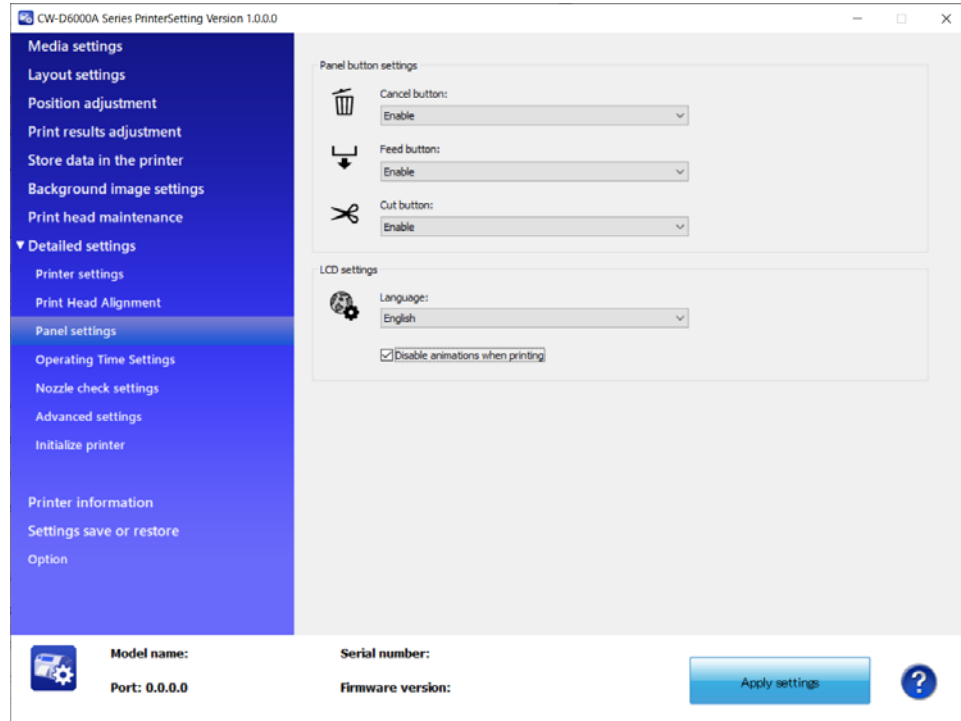 CW-D6000A Series PrinterSetting Version 1.0.0.0
Media settings
Layout settings
Position adjustment
Print results adjustment
Store data in the printer
Background image settings
Print head maintenance
Detailed settings
Printer settings
Print Head Alignment
Panel settings
Operating Time Settings
Nozzle check settings
Advanced settings
Initialize printer
Printer information
Settings save or restore
Option
Panel button settings
Cancel button:
Enable
Feed button:
Enable
Cut button:
Enable
LCD settings
Language:
English
Disable animations when printing
Model name:
Serial number:
Port: 0.0.0.0
Firmware version:
Apply settings
?